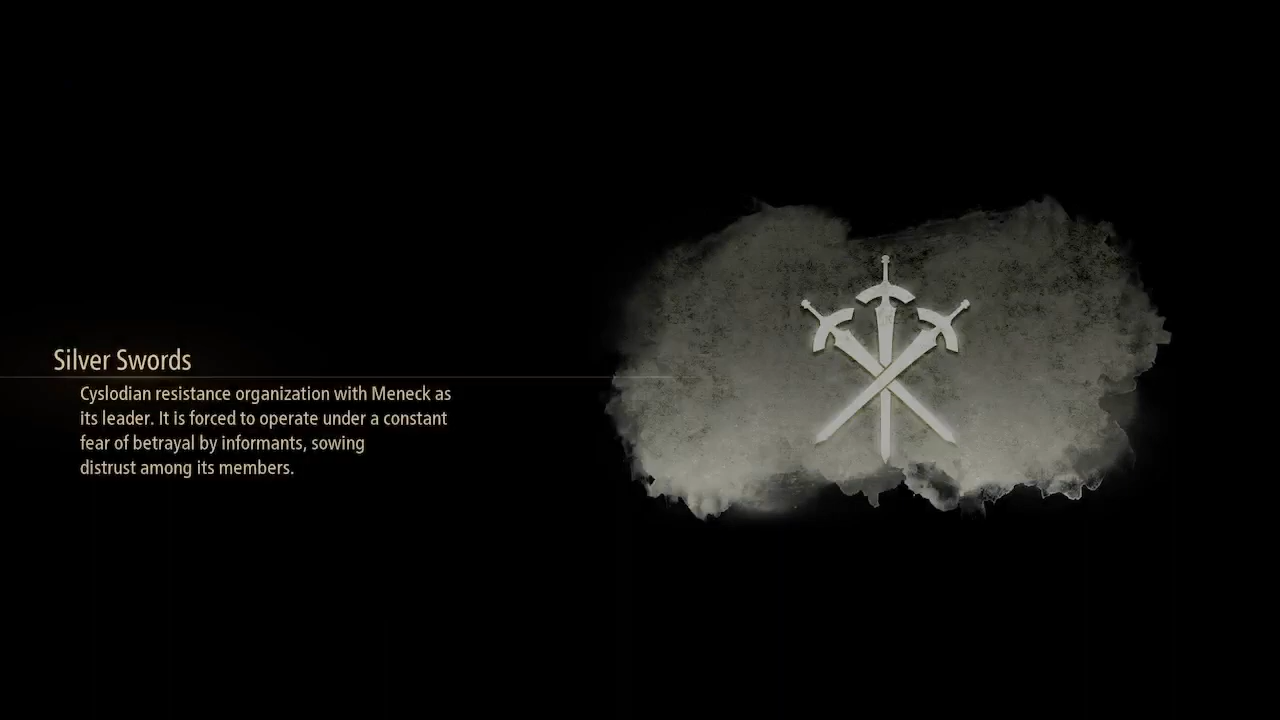 Silver Swords
Cyslodian resistance organization with Meneck as
its leader. It is forced to operate under a constant
fear of betrayal by informants, sowing
distrust among its members.